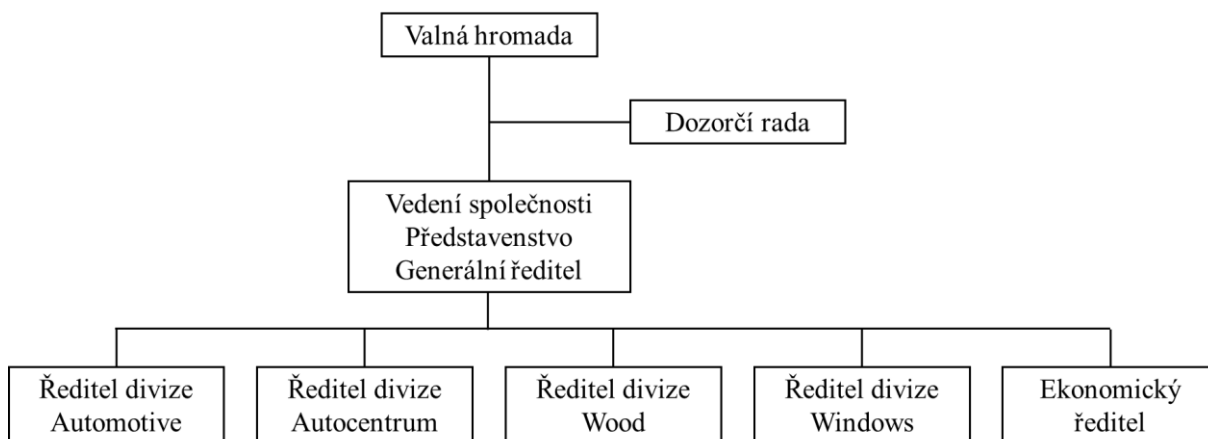 Valná hromada
Dozorčí rada
Vedení společnosti
Představenstvo
Generální ředitel
Ředitel divize
Automotive
Ředitel divize
Autocentrum
Ředitel divize
Wood
Ředitel divize
Windows
Ekonomický
ředitel